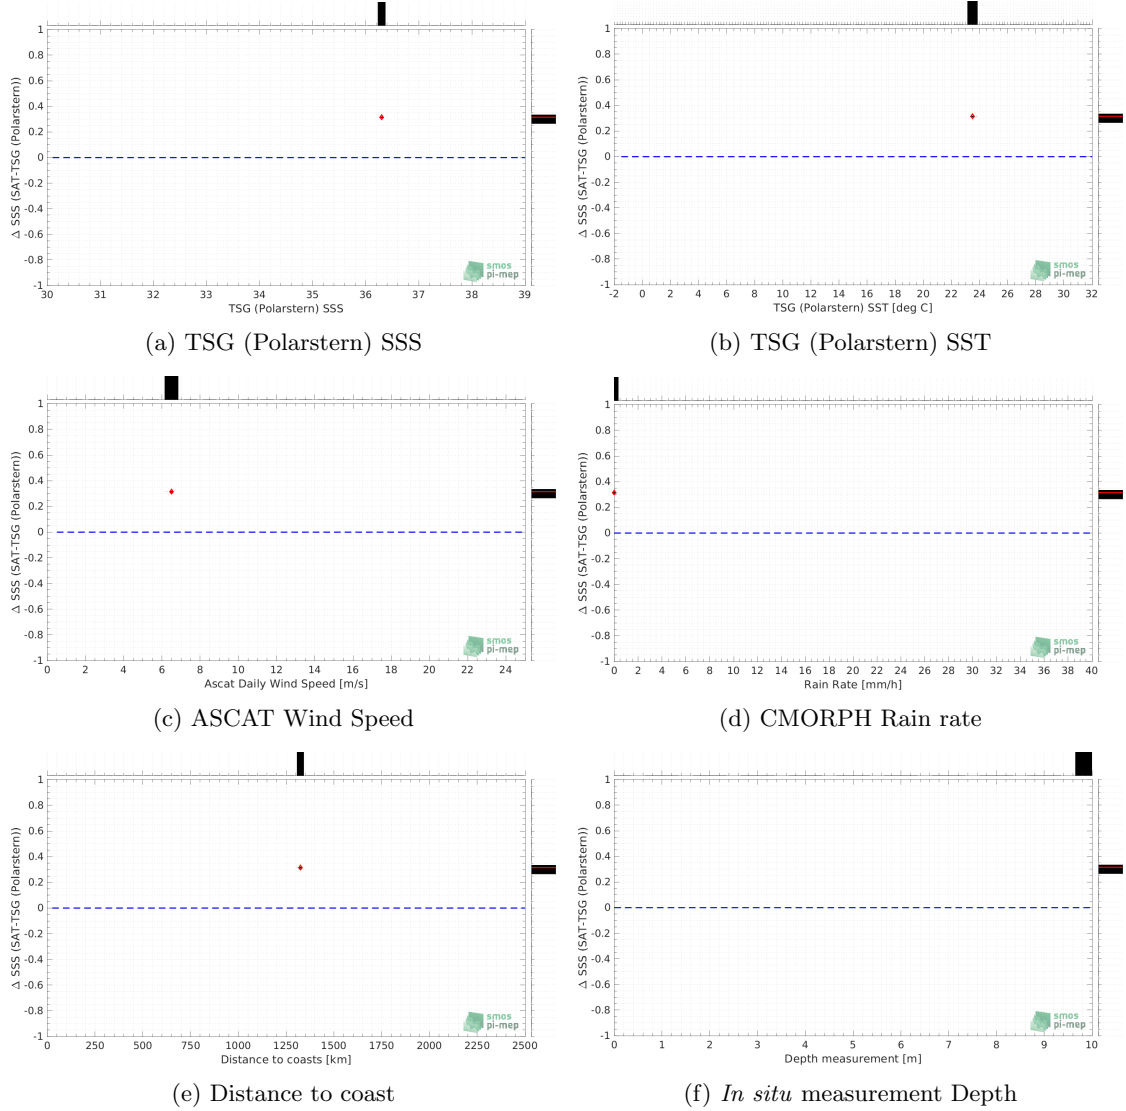 1
0.8
0.6
0.4
0.2
0
-0.2
-0.4
-0.6
-0.8
-1
Δ SSS (SAT-TSG (Polarstern))
smos
pi-mep
30 31 32 33 34 35 36 37 38 39
TSG (Polarstern) SSS
(a) TSG (Polarstern) SSS
1
0.8
0.6
0.4
0.2
0
-0.2
-0.4
-0.6
-0.8
-1
Δ SSS (SAT-TSG (Polarstern))
smos
pi-mep
-2 0 2 4 6 8 10 12 14 16 18 20 22 24 26 28 30 32
TSG (Polarstern) SST [deg C]
(b) TSG (Polarstern) SST
1
0.8
0.6
0.4
0.2
0
-0.2
-0.4
-0.6
-0.8
-1
Δ SSS (SAT-TSG (Polarstern))
smos
pi-mep
0 2 4 6 8 10 12 14 16 18 20 22 24
Ascat Daily Wind Speed [m/s]
(c) ASCAT Wind Speed
1
0.8
0.6
0.4
0.2
0
-0.2
-0.4
-0.6
-0.8
-1
Δ SSS (SAT-TSG (Polarstern))
smos
pi-mep
0 2 4 6 8 10 12 14 16 18 20 22 24 26 28 30 32 34 36 38 40
Rain Rate [mm/h]
(d) CMORPH Rain rate
1
0.8
0.6
0.4
0.2
0
-0.2
-0.4
-0.6
-0.8
-1
Δ SSS (SAT-TSG (Polarstern))
smos
pi-mep
0 250 500 750 1000 1250 1500 1750 2000 2250 2500
Distance to coasts [km]
(e) Distance to coast
1
0.8
0.6
0.4
0.2
0
-0.2
-0.4
-0.6
-0.8
-1
Δ SSS (SAT-TSG (Polarstern))
smos
pi-mep
0 1 2 3 4 5 6 7 8 9 10
Depth measurement [m]
(f) In situ measurement Depth